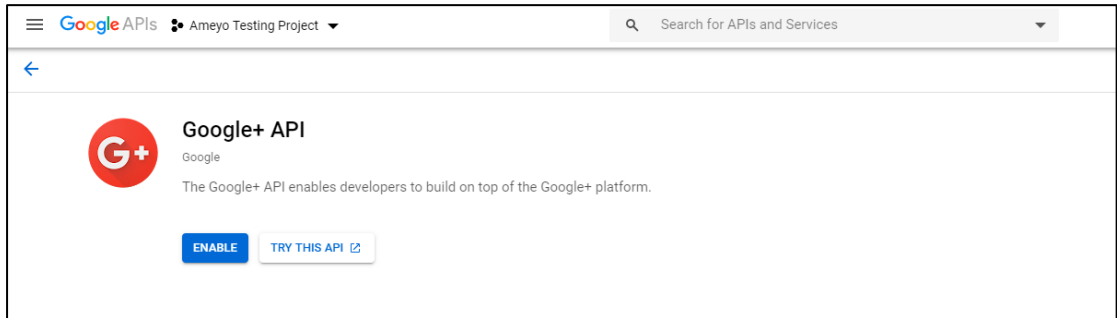 Google APIs Ameyo Testing Project Search for APIs and Services
G+ Google+ API
Google
The Google+ API enables developers to build on top of the Google+ platform.
ENABLE TRY THIS API